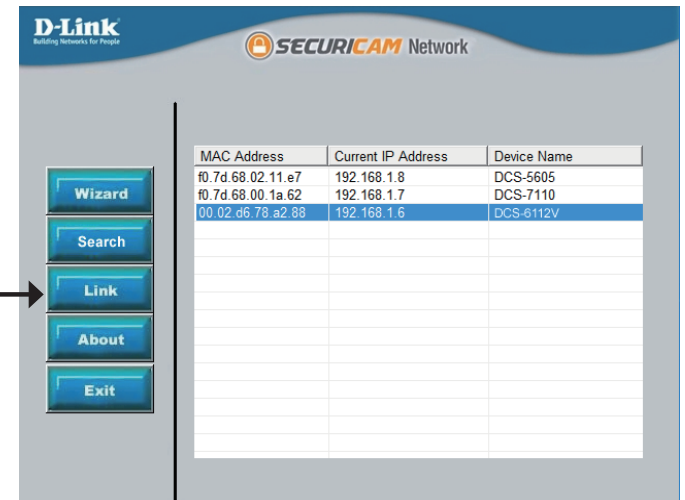 D-Link
Building Networks for People
SECURICAM Network
MAC Address Current IP Address Device Name
f0.7d.68.02.11.e7 192.168.1.8 DCS-5605
f0.7d.68.00.1a.62 192.168.1.7 DCS-7110
00.02.d6.78.a2.88 192.168.1.6 DCS-6112V
Wizard
Search
Link
About
Exit